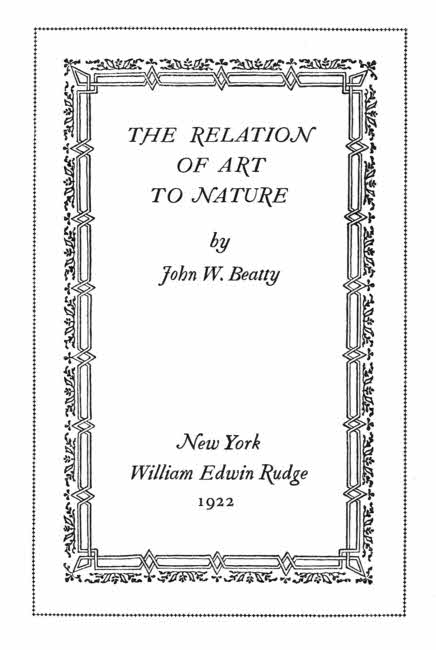 THE RELATION
OF ART
TO NATURE
by
John W. Beatty
New York
William Edwin Rudge
1922